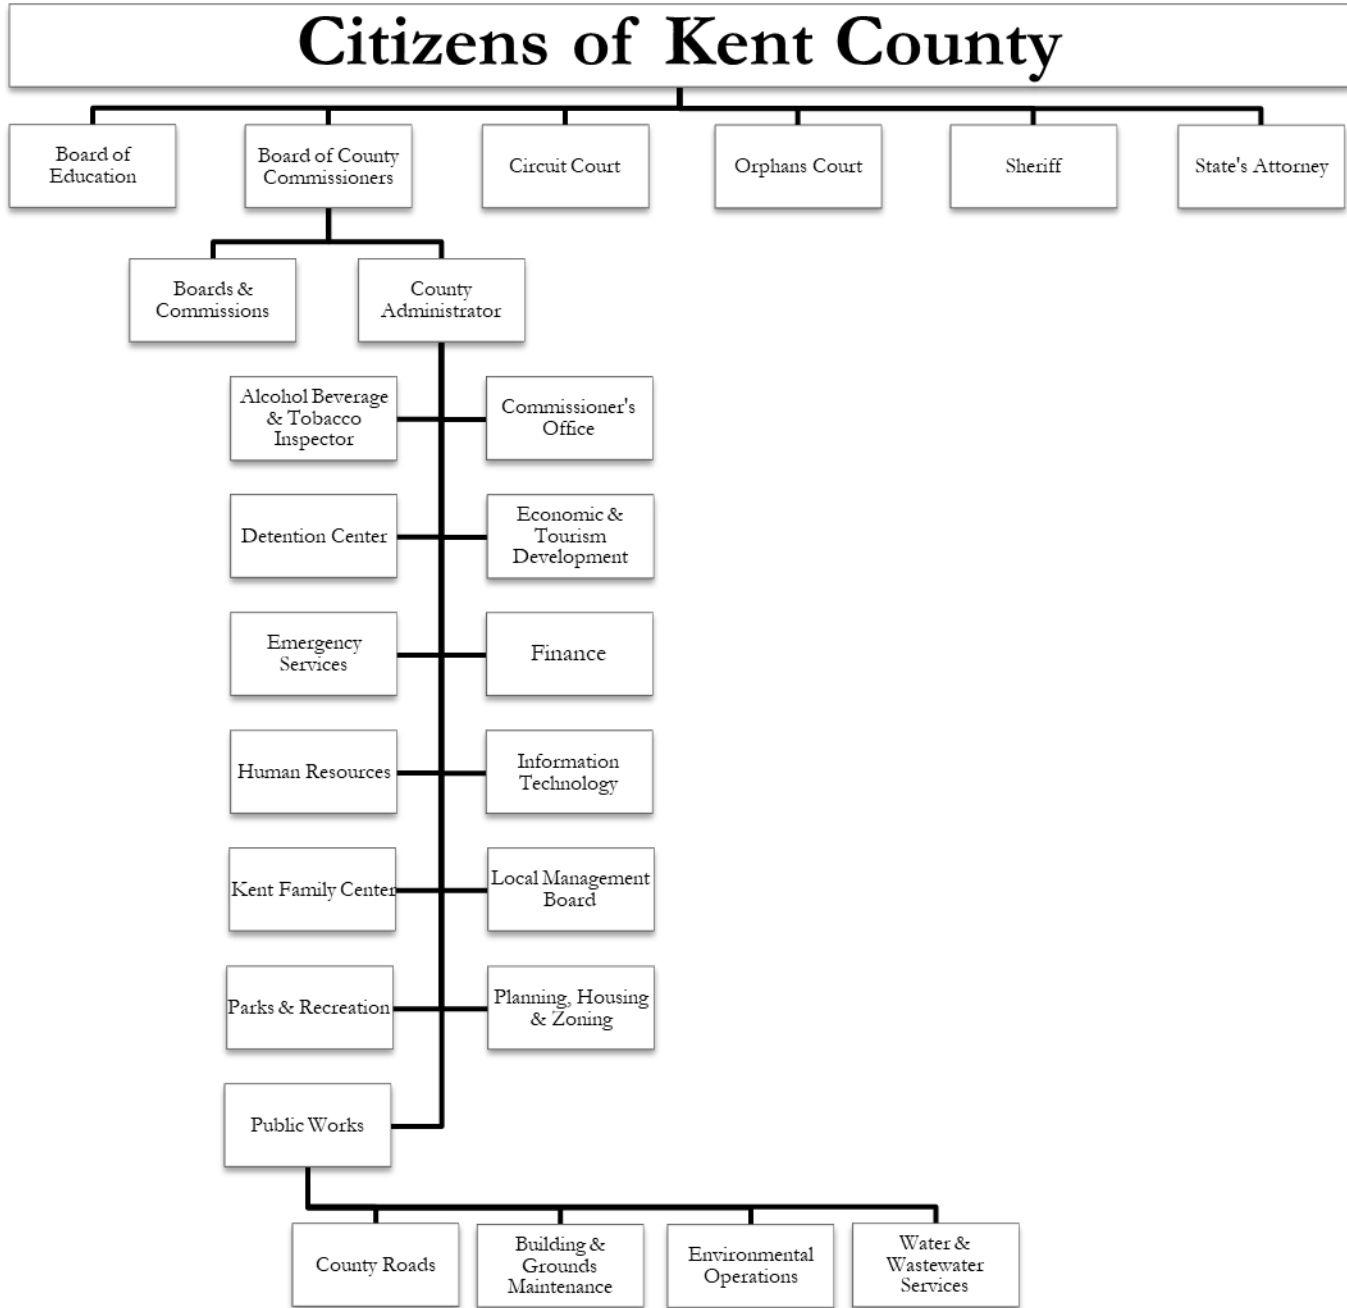 Citizens of Kent County
Board of
Education
Board of County
Commissioners
Circuit Court
Orphans Court
Sheriff
State's Attorney
Boards &
Commissions
County
Administrator
Alcohol Beverage
& Tobacco
Inspector
Commissioner's
Office
Detention Center
Economic &
Tourism
Development
Emergency
Services
Finance
Human Resources
Information
Technology
Kent Family Center
Local Management
Board
Parks & Recreation
Planning, Housing
& Zoning
Public Works
County Roads
Building &
Grounds
Maintenance
Environmental
Operations
Water &
Wastewater
Services